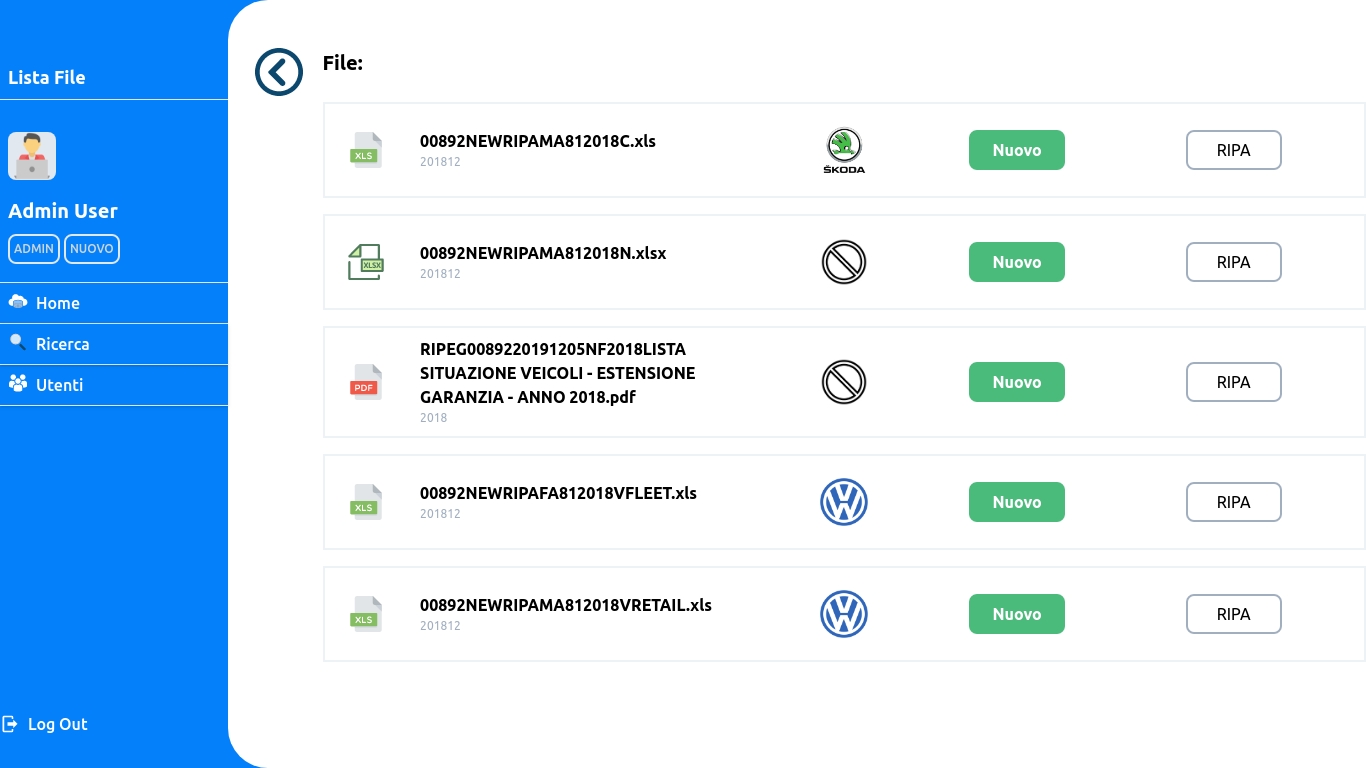 Lista File
Admin User
ADMIN NUOVO
Home
Ricerca
Utenti
Log Out
File:
XLS 00892NEWRIPAMA812018C.xls ŠKODA Nuovo RIPA
201812
XLSX 00892NEWRIPAMA812018N.xlsx Nuovo RIPA
201812
RIPEG0089220191205NF2018LISTA
SITUAZIONE VEICOLI - ESTENSIONE
PDF GARANZIA - ANNO 2018.pdf Nuovo RIPA
2018
XLS 00892NEWRIPAFA812018VFLEET.xls Nuovo RIPA
201812
XLS 00892NEWRIPAMA812018VRETAIL.xls Nuovo RIPA
201812